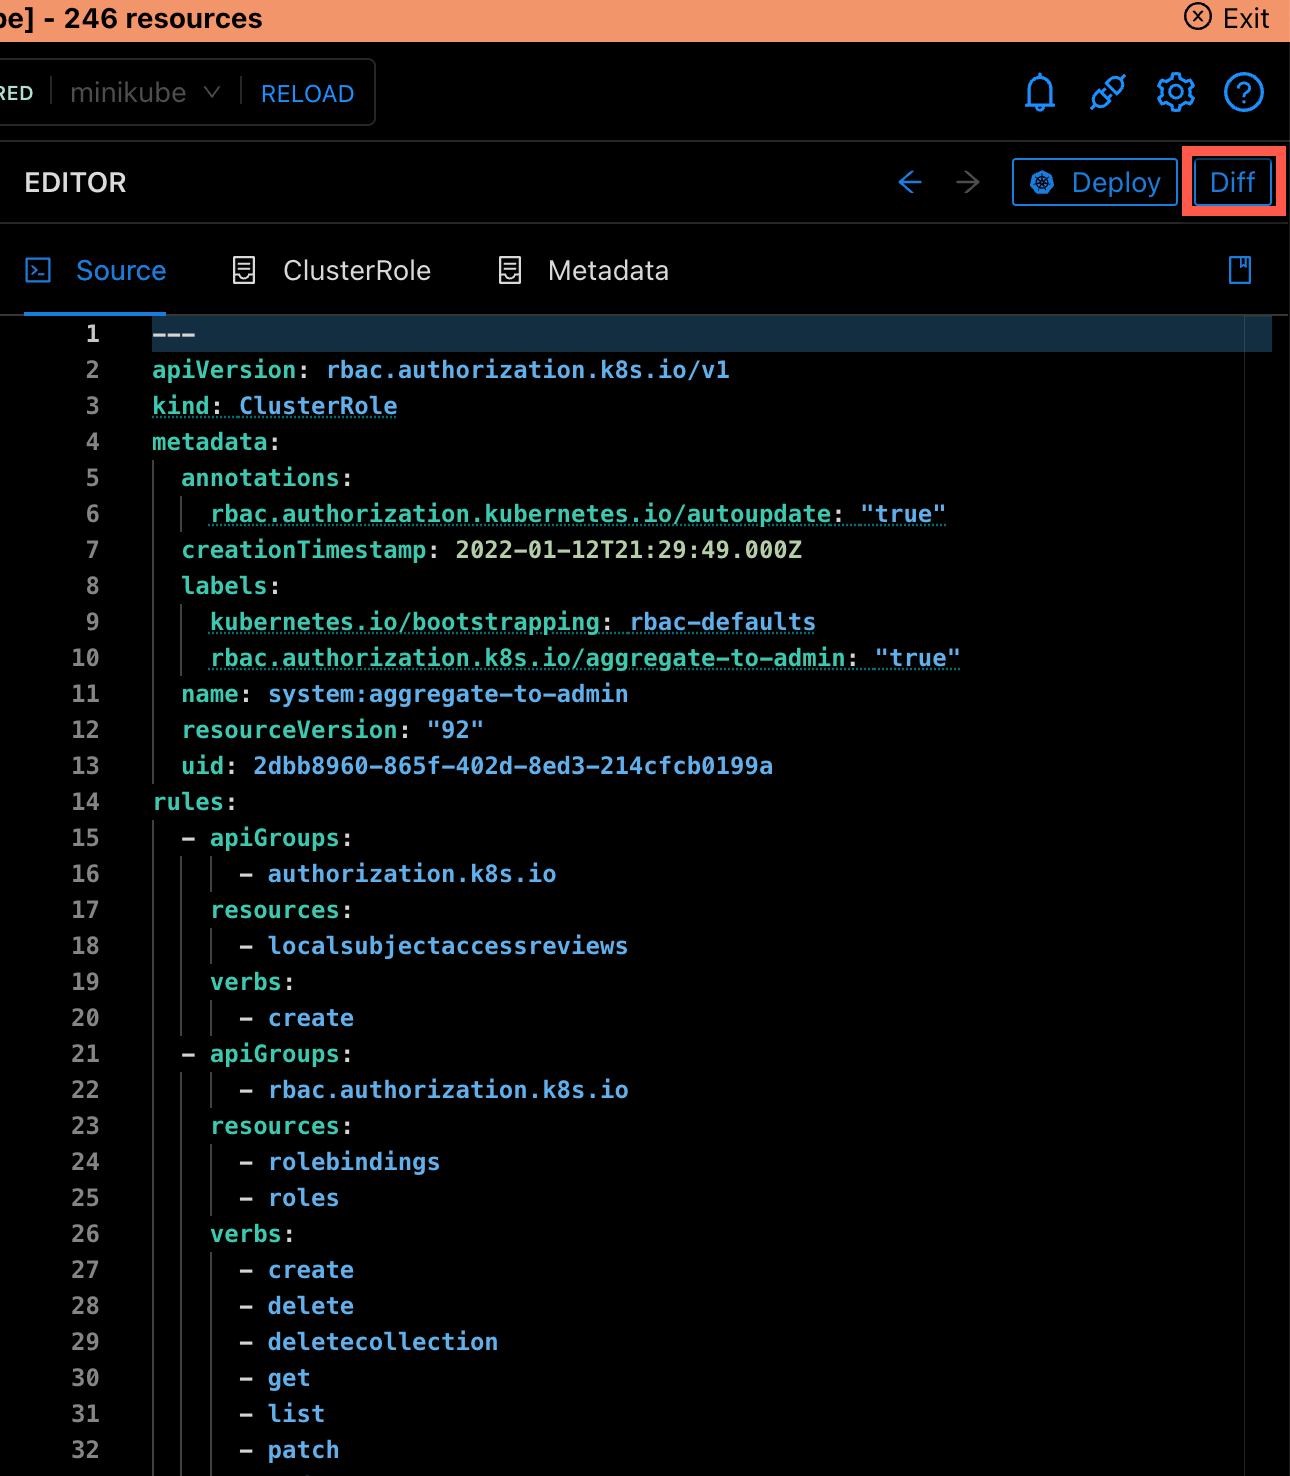 be] - 246 resources
Exit
RED
minikube
RELOAD
EDITOR
Deploy
Diff
Source
ClusterRole
Metadata
1 ---
2 apiVersion: rbac.authorization.k8s.io/v1
3 kind: ClusterRole
4 metadata:
5   annotations:
6     rbac.authorization.kubernetes.io/autoupdate: "true"
7   creationTimestamp: 2022-01-12T21:29:49.000Z
8   labels:
9     kubernetes.io/bootstrapping: rbac-defaults
10     rbac.authorization.k8s.io/aggregate-to-admin: "true"
11   name: system:aggregate-to-admin
12   resourceVersion: "92"
13   uid: 2dbb8960-865f-402d-8ed3-214cfcb0199a
14 rules:
15   - apiGroups:
16       - authorization.k8s.io
17     resources:
18       - localsubjectaccessreviews
19     verbs:
20       - create
21   - apiGroups:
22       - rbac.authorization.k8s.io
23     resources:
24       - rolebindings
25       - roles
26     verbs:
27       - create
28       - delete
29       - deletecollection
30       - get
31       - list
32       - patch